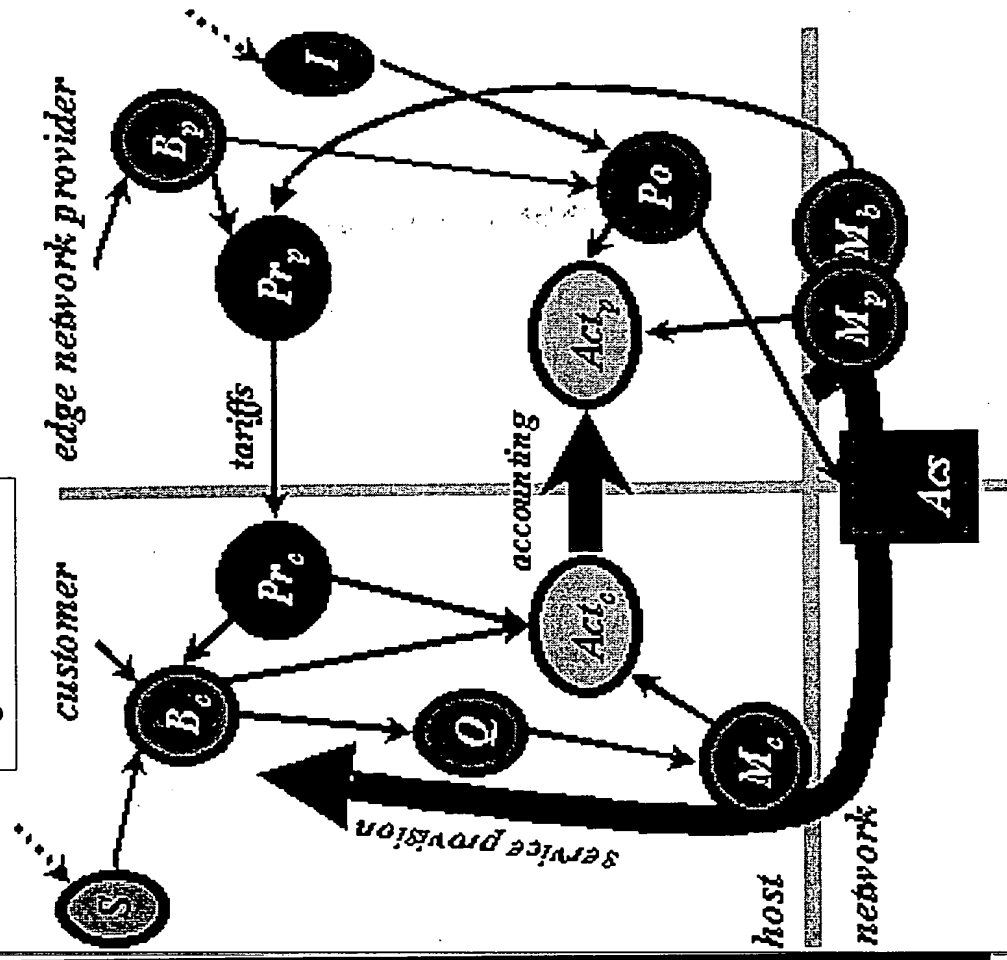 customer
edge network provider
S
B_c
B_p
I
Pr_c
tariffs
Pr_p
Q
service provision
Act_c
accounting
Act_p
Po
host
M_c
M_p
M_b
network
Acs